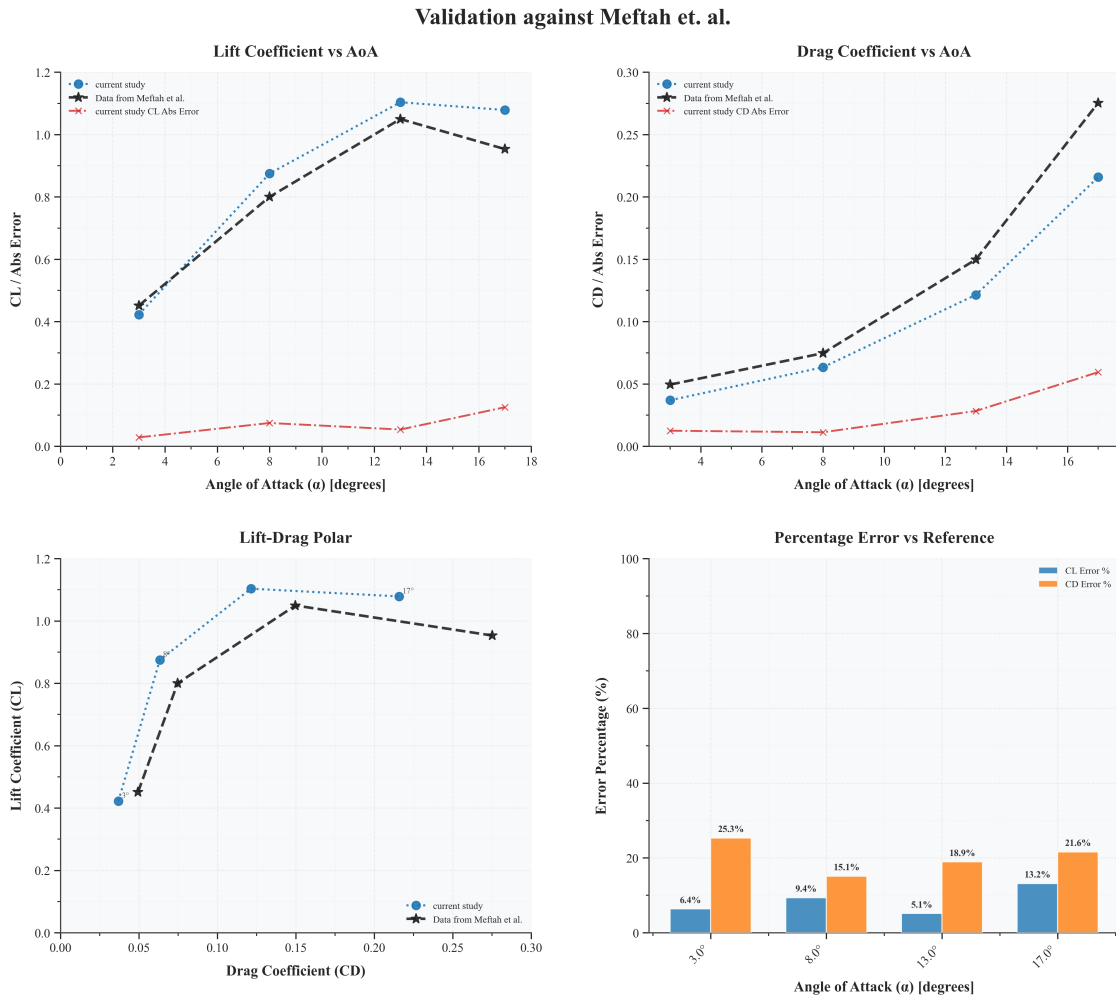 Validation against Meftah et. al.
Lift Coefficient vs AoA
1.2
1.0
0.8
0.6
0.4
0.2
0.0
CL / Abs Error
current study
Data from Meftah et al.
current study CL Abs Error
0 2 4 6 8 10 12 14 16 18
Angle of Attack (α) [degrees]
Drag Coefficient vs AoA
0.30
0.25
0.20
0.15
0.10
0.05
0.00
CD / Abs Error
current study
Data from Meftah et al.
current study CD Abs Error
4 6 8 10 12 14 16
Angle of Attack (α) [degrees]
Lift-Drag Polar
1.2
1.0
0.8
0.6
0.4
0.2
0.0
Lift Coefficient (CL)
17°
8°
3°
current study
Data from Meftah et al.
0.00 0.05 0.10 0.15 0.20 0.25 0.30
Drag Coefficient (CD)
Percentage Error vs Reference
100
80
60
40
20
0
Error Percentage (%)
CL Error %
CD Error %
6.4% 25.3% 9.4% 15.1% 5.1% 18.9% 13.2% 21.6%
3.0° 8.0° 13.0° 17.0°
Angle of Attack (α) [degrees]